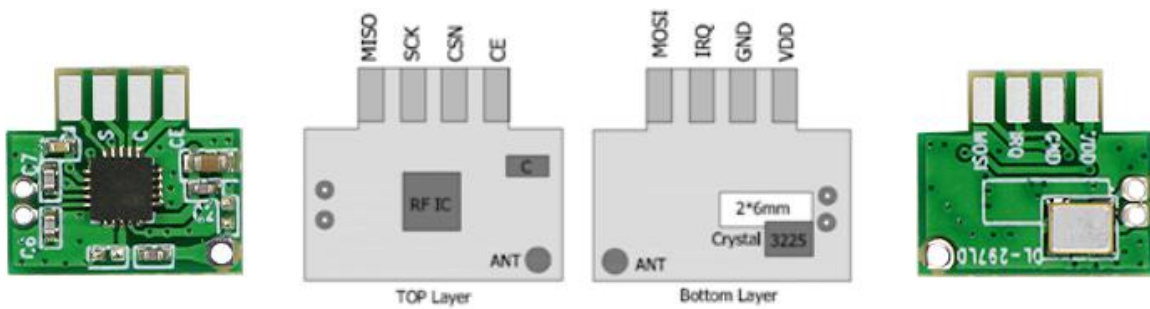 MISO SCK CSN CE
MOSI IRQ GND VDD
S C CE
C7
C6
RF IC
C
ANT
TOP Layer
2*6mm
Crystal 3225
ANT
Bottom Layer
MOSI IRQ GND VDD
DL-297LD